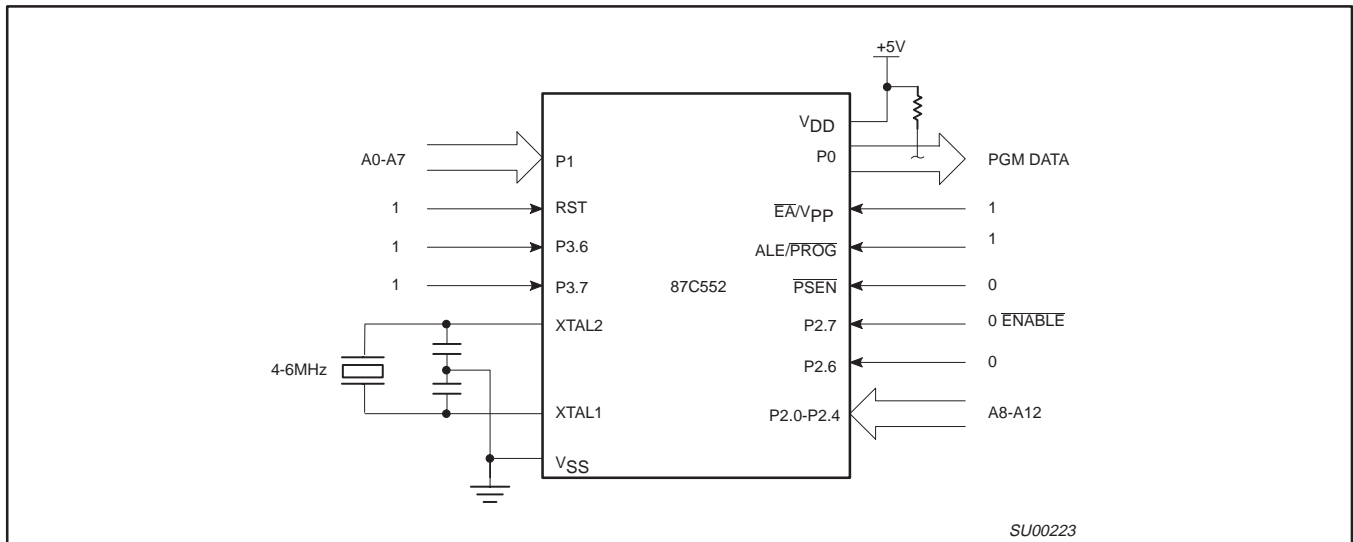 +5V
VDD
A0-A7
P1
P0
PGM DATA
1
RST
EA/VPP
1
1
P3.6
ALE/PROG
1
1
P3.7
87C552
PSEN
0
XTAL2
P2.7
0 ENABLE
4-6MHz
P2.6
0
XTAL1
P2.0-P2.4
A8-A12
VSS
SU00223